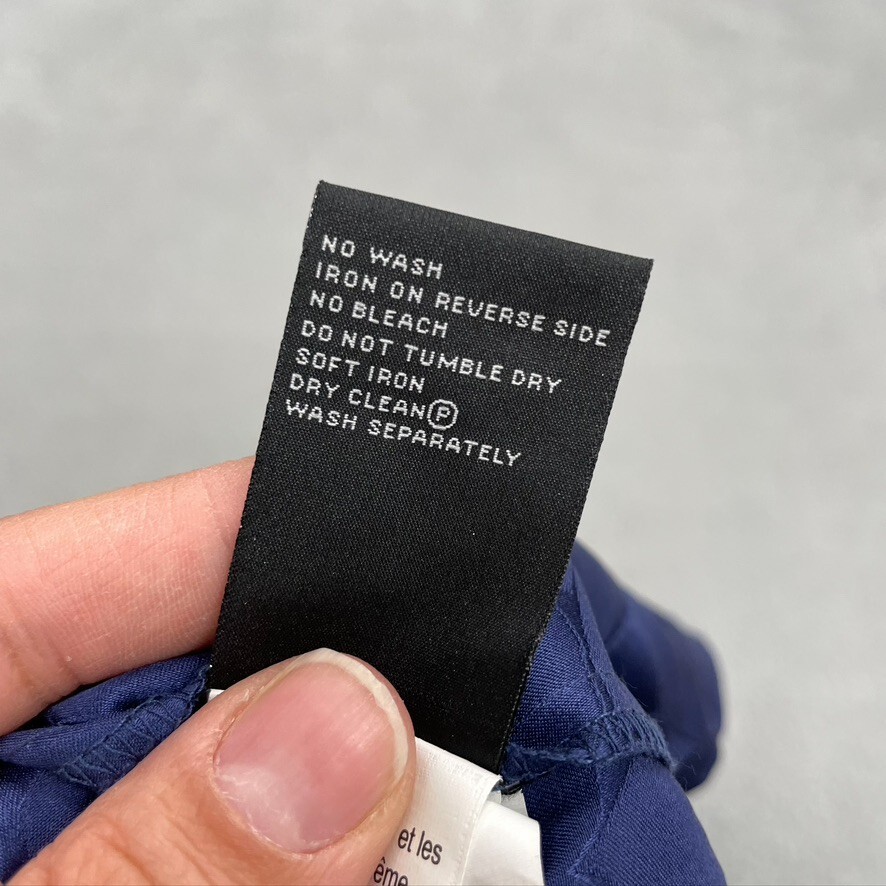 NO WASH
IRON ON REVERSE SIDE
NO BLEACH
DO NOT TUMBLE DRY
SOFT IRON
DRY CLEAN Ⓟ
WASH SEPARATELY
et les
ême